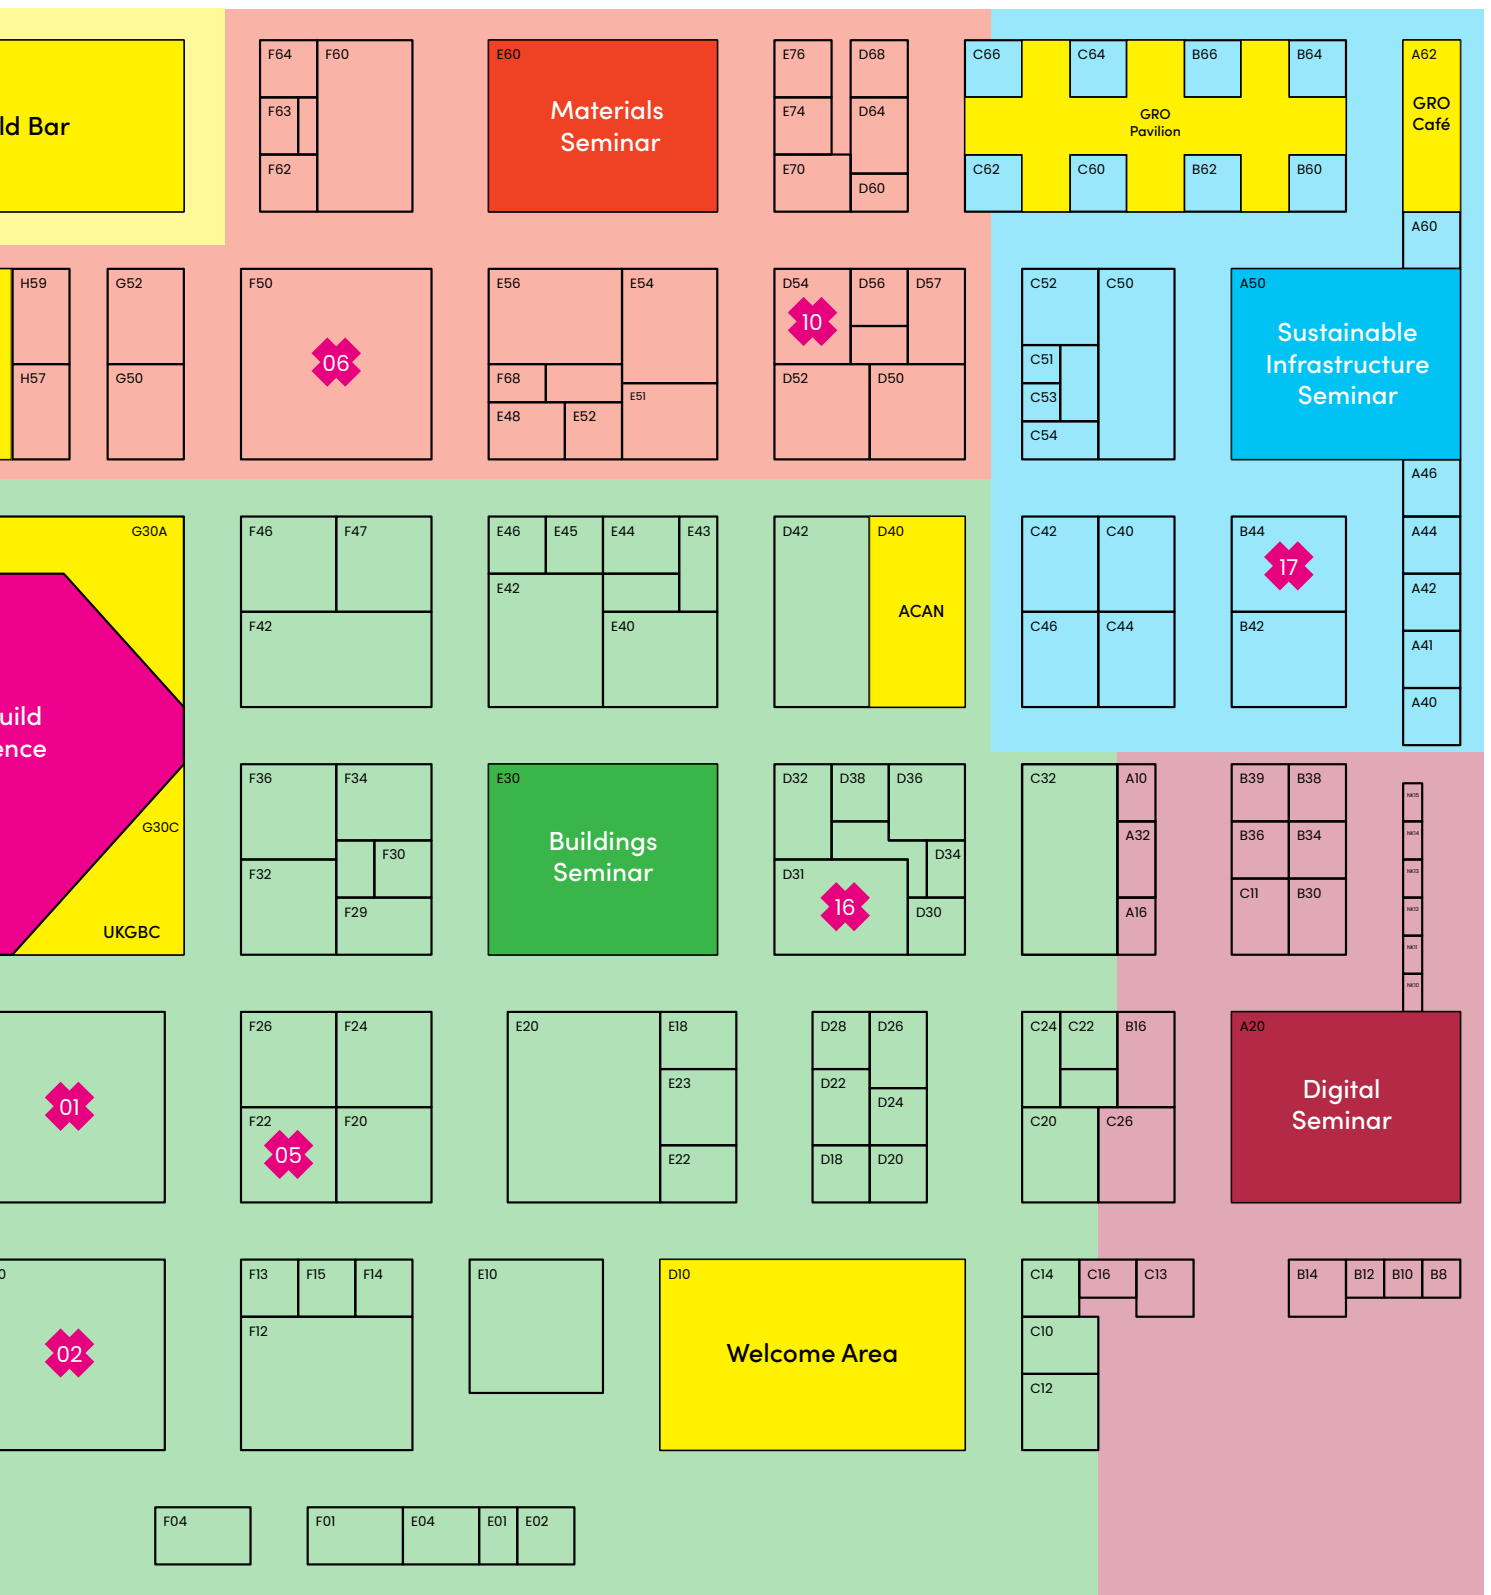 F64
F60
E60
E76
D68
C66
C64
B66
B64
A62
ld Bar
F63
Materials
Seminar
E74
D64
GRO
Pavilion
GRO
Café
F62
E70
D60
C62
C60
B62
B60
A60
H59
G52
F50
E56
E54
D54
D56
D57
C52
C50
A50
06
10
Sustainable
Infrastructure
Seminar
C51
H57
G50
F68
E51
D52
D50
C53
E48
E52
C54
A46
G30A
F46
F47
E46
E45
E44
E43
D42
D40
C42
C40
B44
A44
17
E42
A42
ACAN
F42
E40
C46
C44
B42
A41
A40
uild
ence
F36
F34
E30
D32
D38
D36
C32
A10
B39
B38
NK15
G30C
A32
B36
B34
NK14
Buildings
Seminar
F30
D34
F32
D31
NK13
16
C11
B30
F29
D30
A16
NK12
UKGBC
NK11
NK10
F26
F24
E20
E18
D28
D26
C24
C22
B16
A20
E23
D22
01
D24
Digital
Seminar
F22
F20
C20
C26
05
E22
D18
D20
0
F13
F15
F14
E10
D10
C14
C16
C13
B14
B12
B10
B8
F12
C10
02
Welcome Area
C12
F04
F01
E04
E01
E02